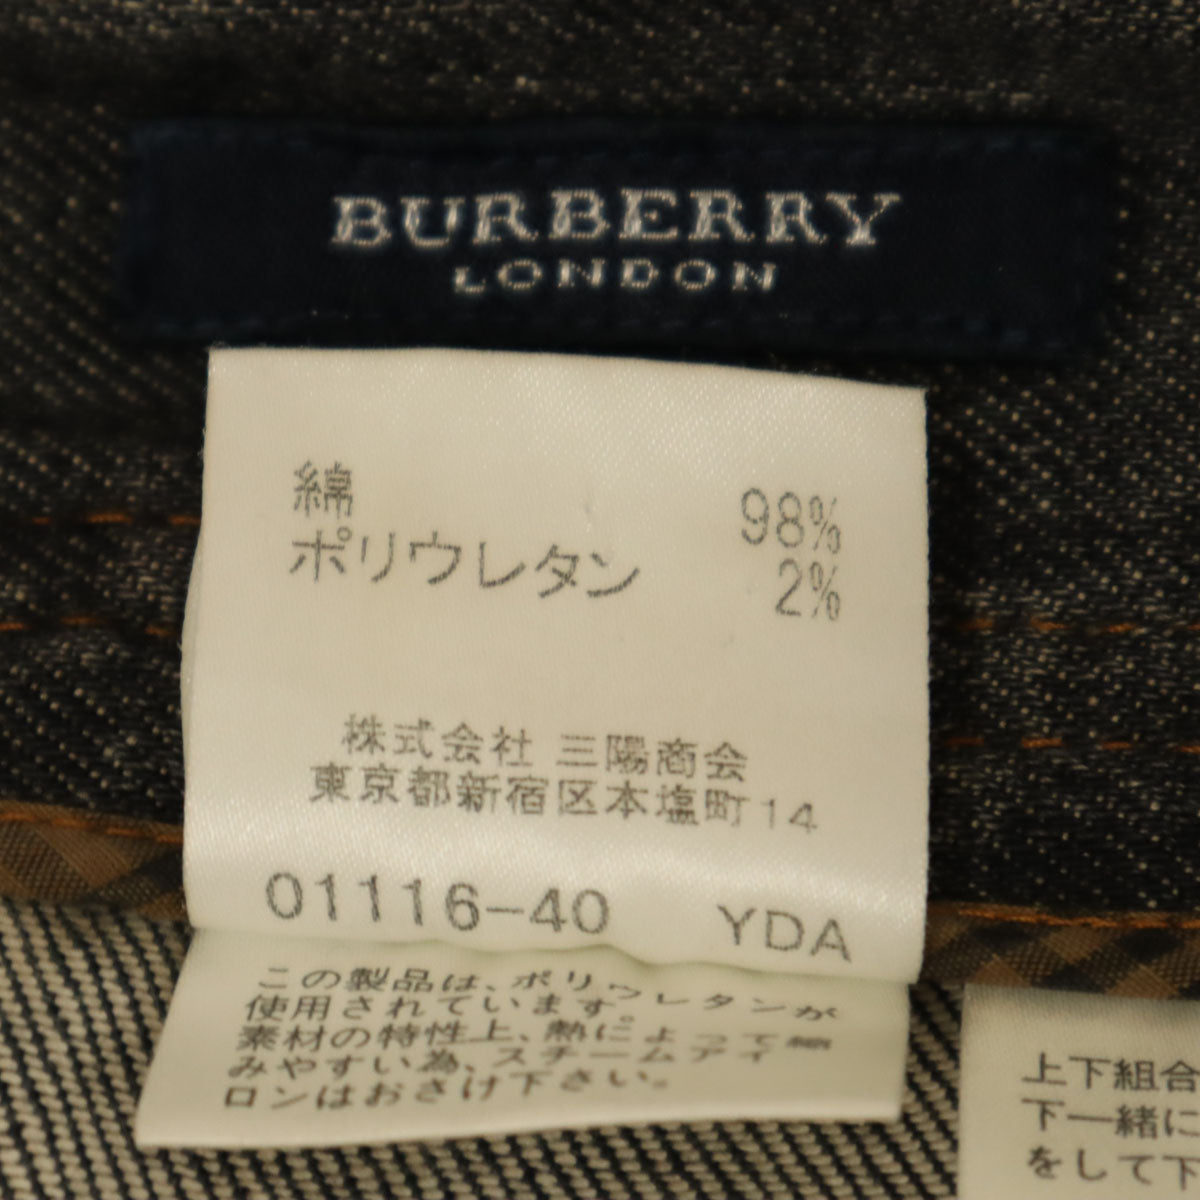 BURBERRY
LONDON
綿 98%
ポリウレタン 2%
株式会社 三陽商会
東京都新宿区本塩町14
01116-40 YDA
この製品は、ポリウレタンが
使用されています。
素材の特性上、熱によって縮
みやすい為、スチームアイ
ロンはおさけ下さい。
上下組合
下一緒に
をして下